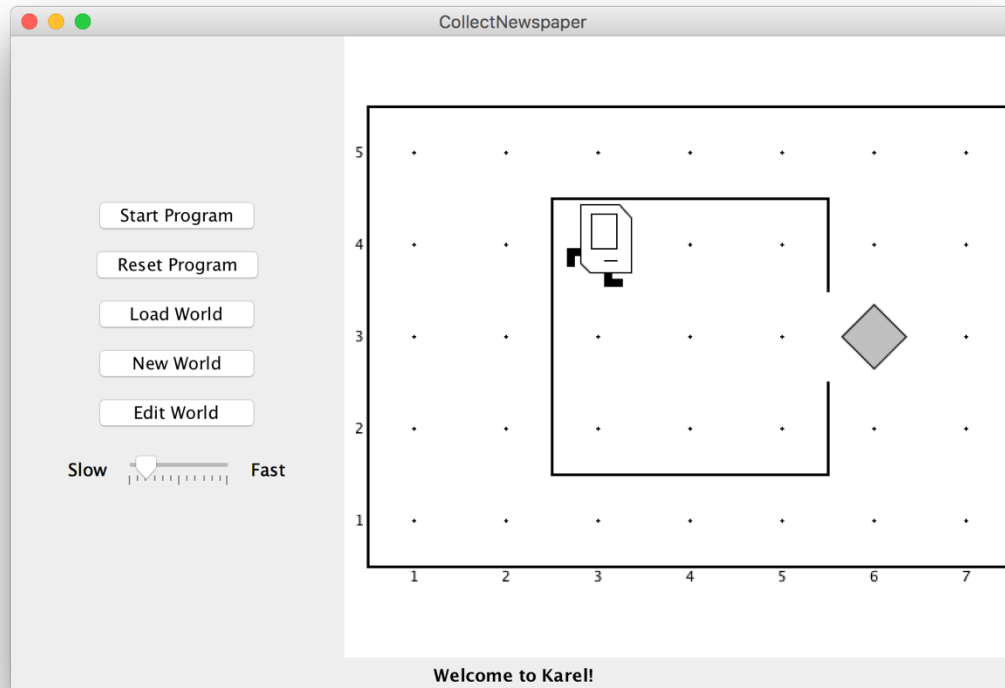 CollectNewspaper
Start Program
Reset Program
Load World
New World
Edit World
Slow Fast
5
4
3
2
1
1 2 3 4 5 6 7
Welcome to Karel!